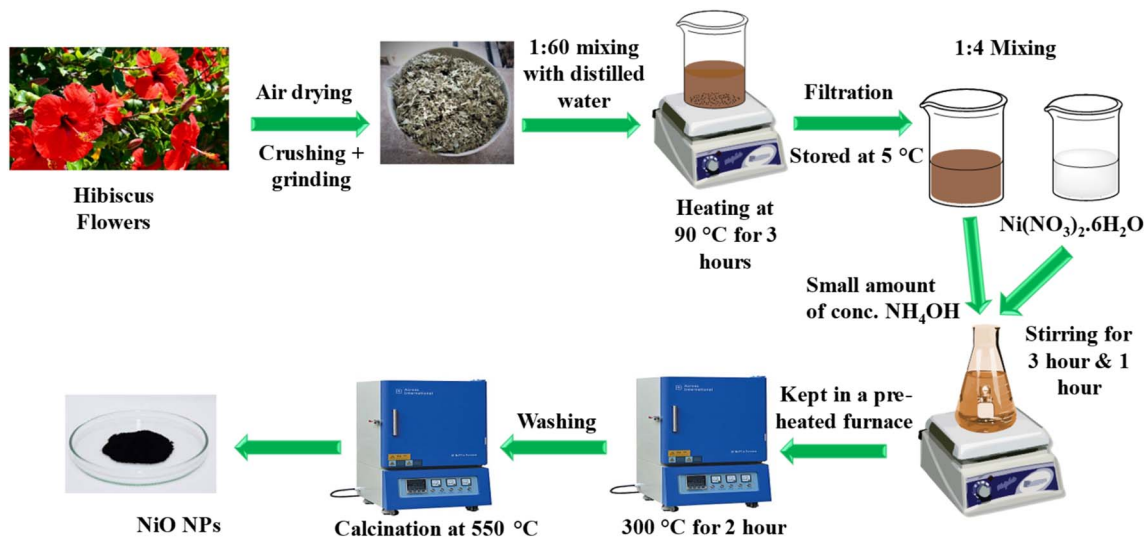 Hibiscus
Flowers
Air drying
Crushing +
grinding
1:60 mixing
with distilled
water
Heating at
90 °C for 3
hours
Filtration
Stored at 5 °C
1:4 Mixing
Ni(NO₃)₂.6H₂O
Small amount
of conc. NH₄OH
Stirring for
3 hour & 1
hour
Kept in a pre-
heated furnace
300 °C for 2 hour
Washing
Calcination at 550 °C
NiO NPs